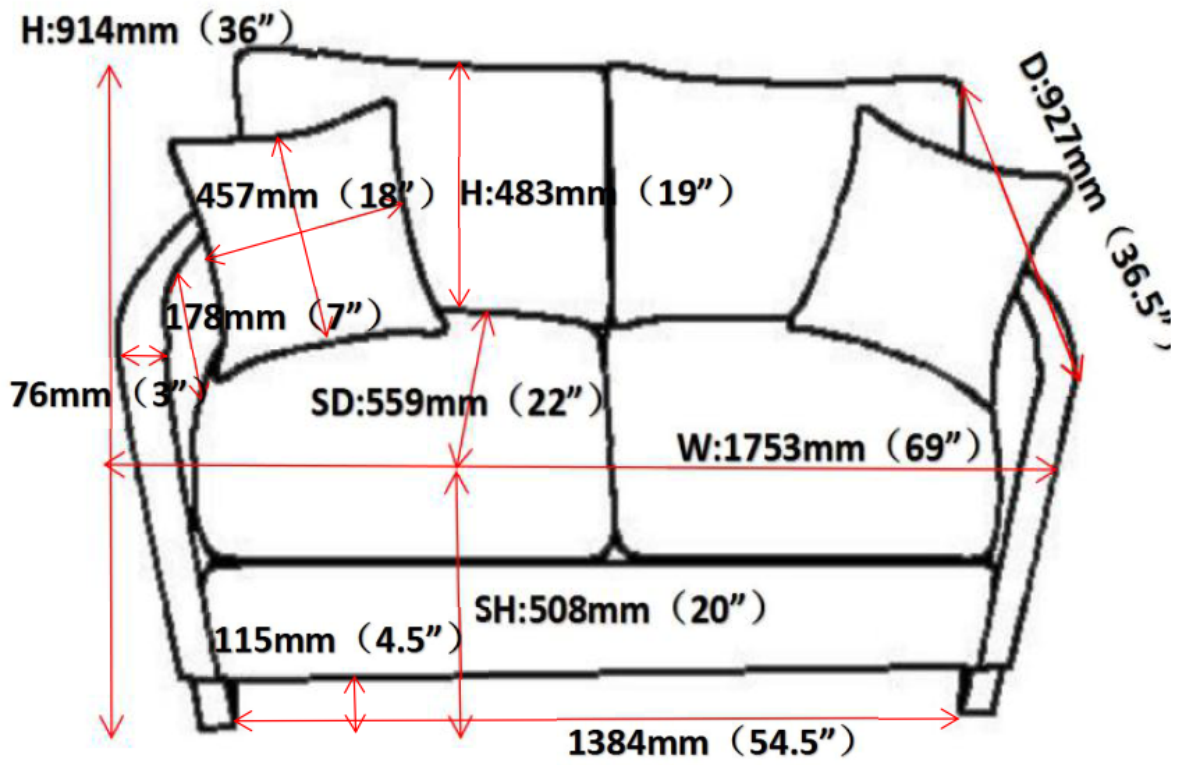 H:914mm（36”）
D:927mm（36.5”）
457mm（18”）
H:483mm（19”）
178mm（7”）
76mm（3”）
SD:559mm（22”）
W:1753mm（69”）
SH:508mm（20”）
115mm（4.5”）
1384mm（54.5”）